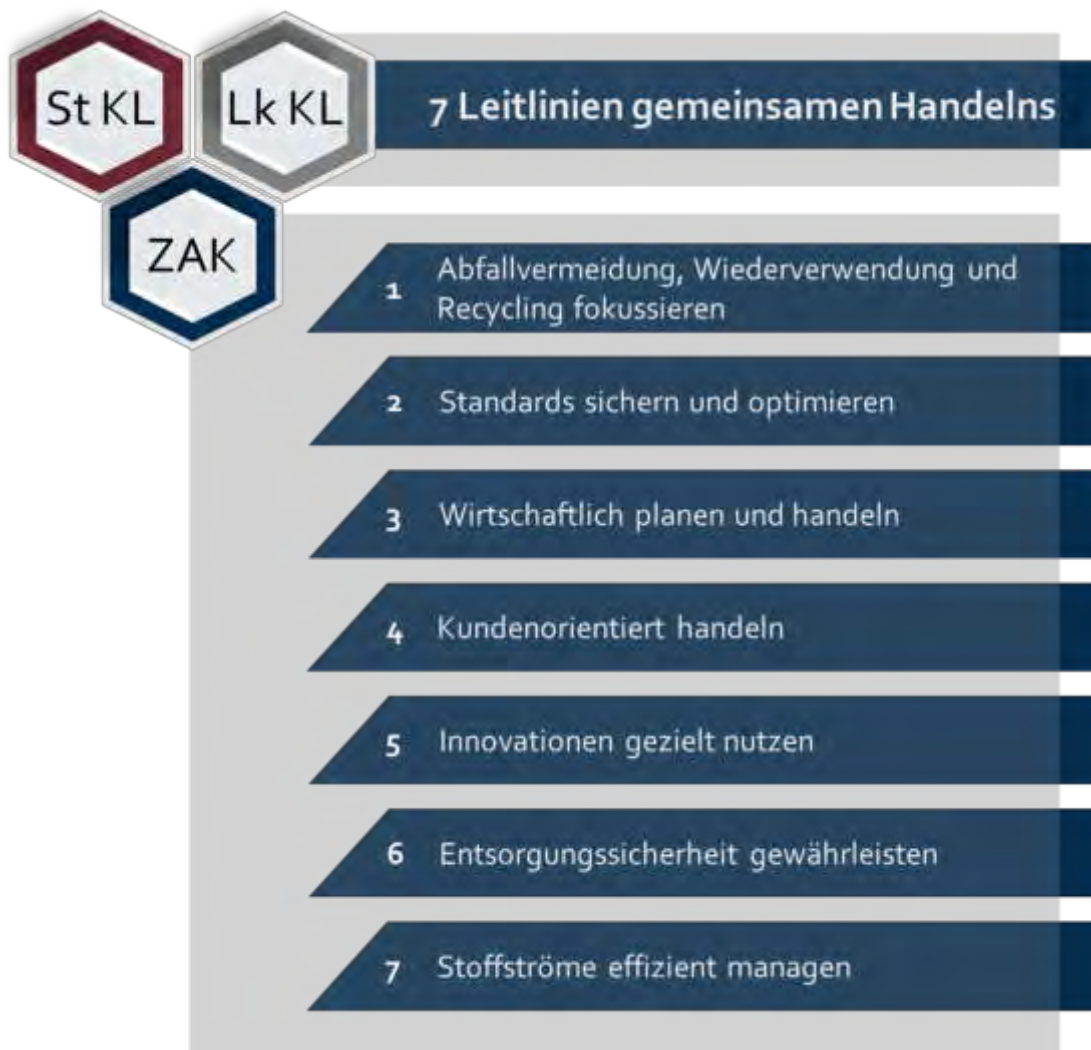 St KL
Lk KL
ZAK
7 Leitlinien gemeinsamen Handelns
1 Abfallvermeidung, Wiederverwendung und
Recycling fokussieren
2 Standards sichern und optimieren
3 Wirtschaftlich planen und handeln
4 Kundenorientiert handeln
5 Innovationen gezielt nutzen
6 Entsorgungssicherheit gewährleisten
7 Stoffströme effizient managen